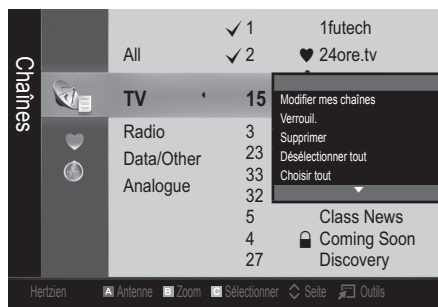 Chaînes
✓ 1 1futech
All ✓ 2 ♥ 24ore.tv
TV 15
Radio 3
Data/Other 23
Analogue 33
32
5 Class News
4 Coming Soon
27 Discovery
Modifier mes chaînes
Verrouil.
Supprimer
Désélectionner tout
Choisir tout
Hertzien A Antenne B Zoom C Sélectionner Seite Outils